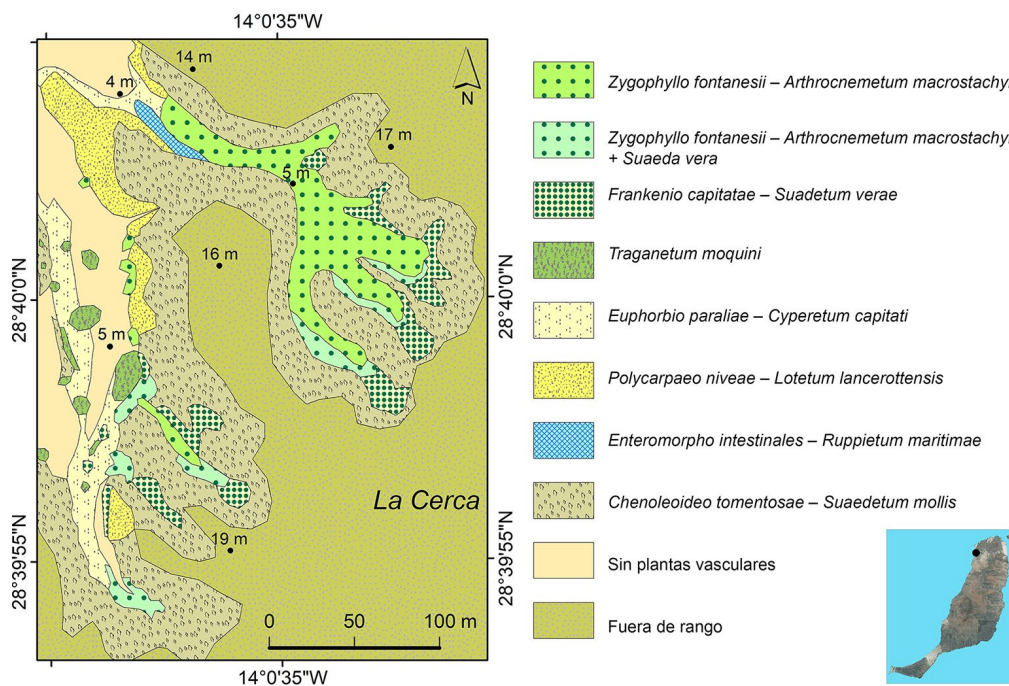 14°0'35"W
14 m
4 m
N
17 m
5 m
16 m
28°40'0"N
28°40'0"N
5 m
La Cerca
19 m
28°39'55"N
28°39'55"N
0 50 100 m
14°0'35"W
Zygophyllo fontanesii – Arthrocnemetum macrostachyi
Zygophyllo fontanesii – Arthrocnemetum macrostachyi
+ Suaeda vera
Frankenio capitatae – Suadetum verae
Traganetum moquini
Euphorbio paraliae – Cyperetum capitati
Polycarpaeo niveae – Lotetum lancerottensis
Enteromorpho intestinales – Ruppietum maritimae
Chenoleoideo tomentosae – Suaedetum mollis
Sin plantas vasculares
Fuera de rango